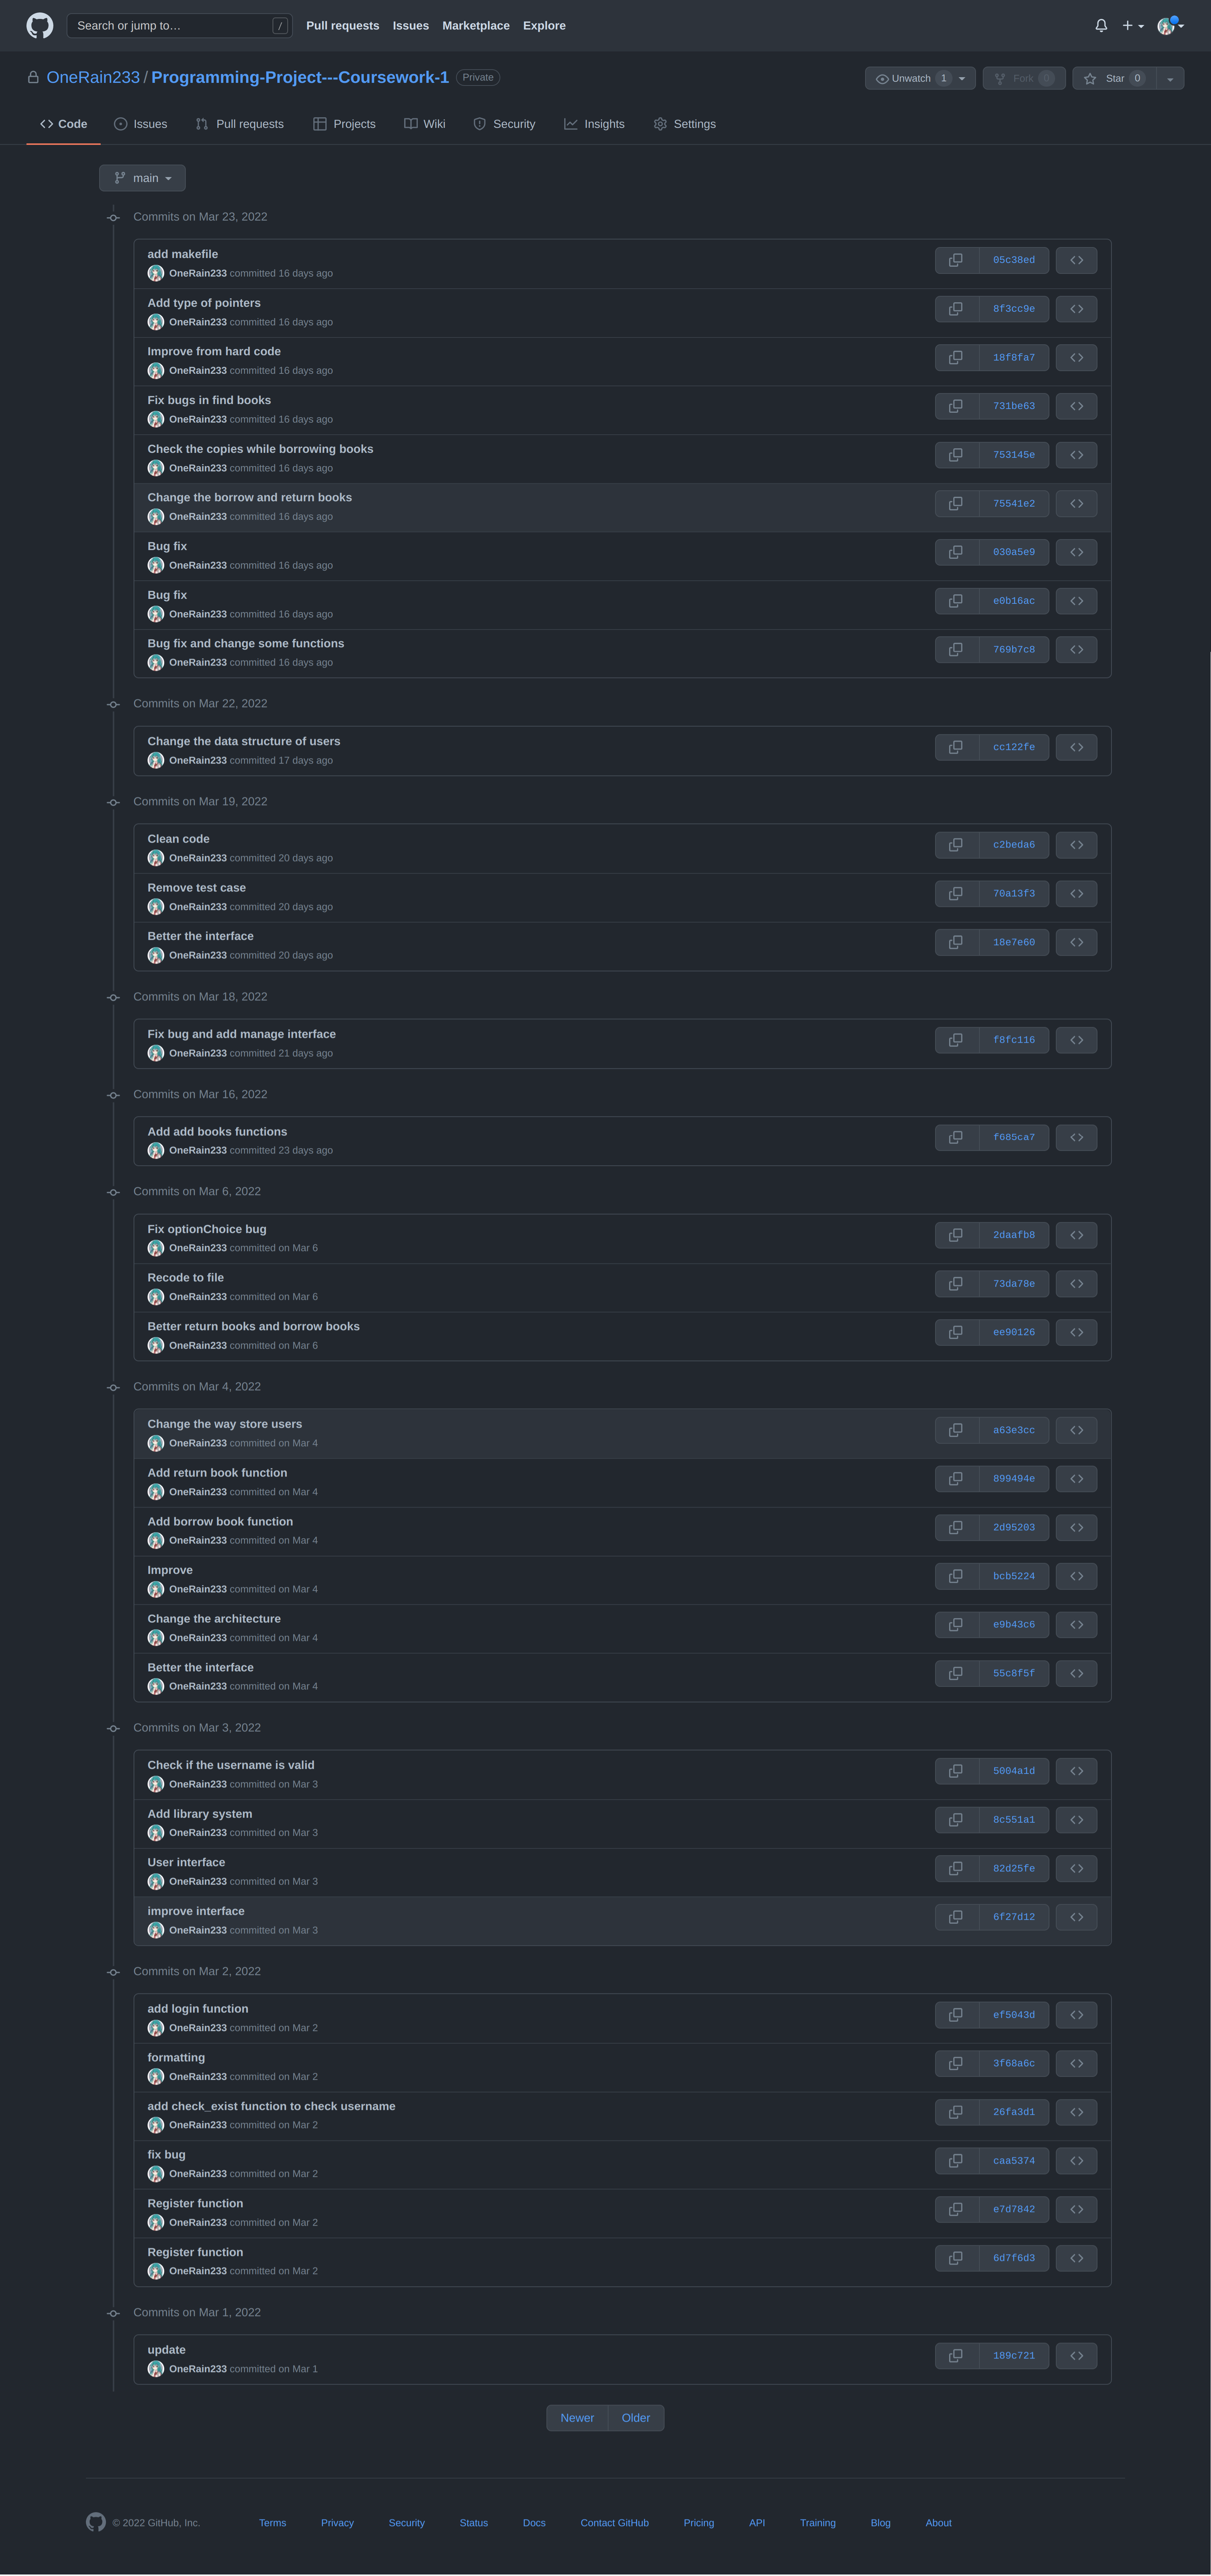 Search or jump to… /
Pull requests Issues Marketplace Explore
OneRain233 / Programming-Project---Coursework-1 Private
Unwatch 1 Fork 0 Star 0
Code Issues Pull requests Projects Wiki Security Insights Settings
main
Commits on Mar 23, 2022
add makefile
OneRain233 committed 16 days ago
05c38ed
Add type of pointers
OneRain233 committed 16 days ago
8f3cc9e
Improve from hard code
OneRain233 committed 16 days ago
18f8fa7
Fix bugs in find books
OneRain233 committed 16 days ago
731be63
Check the copies while borrowing books
OneRain233 committed 16 days ago
753145e
Change the borrow and return books
OneRain233 committed 16 days ago
75541e2
Bug fix
OneRain233 committed 16 days ago
030a5e9
Bug fix
OneRain233 committed 16 days ago
e0b16ac
Bug fix and change some functions
OneRain233 committed 16 days ago
769b7c8
Commits on Mar 22, 2022
Change the data structure of users
OneRain233 committed 17 days ago
cc122fe
Commits on Mar 19, 2022
Clean code
OneRain233 committed 20 days ago
c2beda6
Remove test case
OneRain233 committed 20 days ago
70a13f3
Better the interface
OneRain233 committed 20 days ago
18e7e60
Commits on Mar 18, 2022
Fix bug and add manage interface
OneRain233 committed 21 days ago
f8fc116
Commits on Mar 16, 2022
Add add books functions
OneRain233 committed 23 days ago
f685ca7
Commits on Mar 6, 2022
Fix optionChoice bug
OneRain233 committed on Mar 6
2daafb8
Recode to file
OneRain233 committed on Mar 6
73da78e
Better return books and borrow books
OneRain233 committed on Mar 6
ee90126
Commits on Mar 4, 2022
Change the way store users
OneRain233 committed on Mar 4
a63e3cc
Add return book function
OneRain233 committed on Mar 4
899494e
Add borrow book function
OneRain233 committed on Mar 4
2d95203
Improve
OneRain233 committed on Mar 4
bcb5224
Change the architecture
OneRain233 committed on Mar 4
e9b43c6
Better the interface
OneRain233 committed on Mar 4
55c8f5f
Commits on Mar 3, 2022
Check if the username is valid
OneRain233 committed on Mar 3
5004a1d
Add library system
OneRain233 committed on Mar 3
8c551a1
User interface
OneRain233 committed on Mar 3
82d25fe
improve interface
OneRain233 committed on Mar 3
6f27d12
Commits on Mar 2, 2022
add login function
OneRain233 committed on Mar 2
ef5043d
formatting
OneRain233 committed on Mar 2
3f68a6c
add check_exist function to check username
OneRain233 committed on Mar 2
26fa3d1
fix bug
OneRain233 committed on Mar 2
caa5374
Register function
OneRain233 committed on Mar 2
e7d7842
Register function
OneRain233 committed on Mar 2
6d7f6d3
Commits on Mar 1, 2022
update
OneRain233 committed on Mar 1
189c721
Newer Older
© 2022 GitHub, Inc. Terms Privacy Security Status Docs Contact GitHub Pricing API Training Blog About